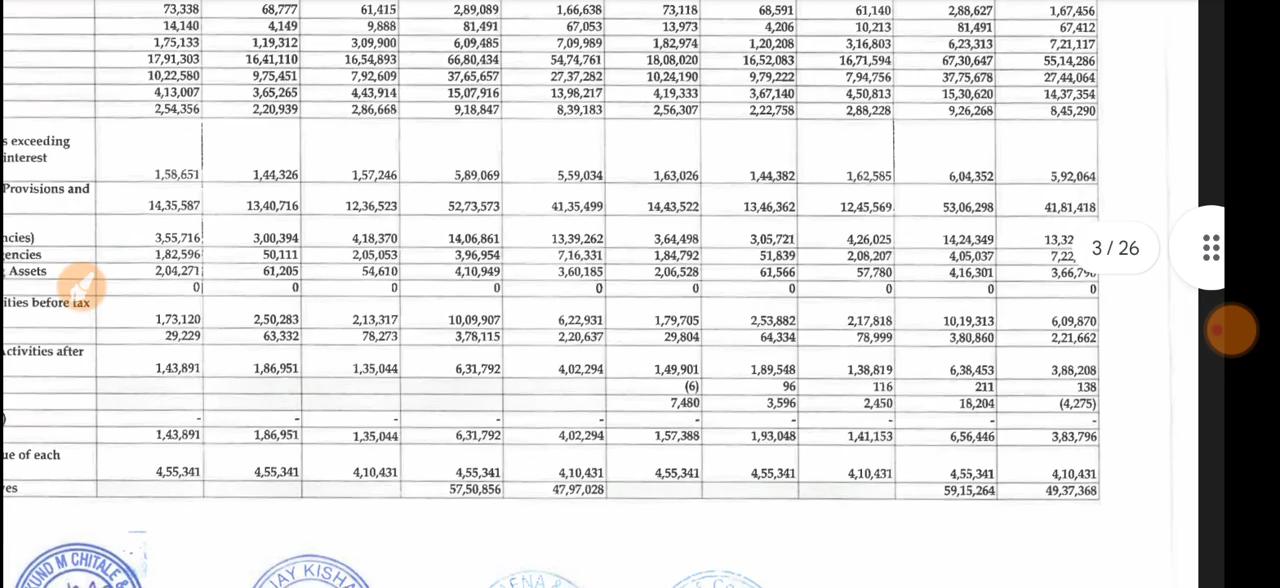 73,338 68,777 61,415 2,89,089 1,66,638 73,118 68,591 61,140 2,88,627 1,67,456
14,140 4,149 9,888 81,491 67,053 13,973 4,206 10,213 81,491 67,412
1,75,133 1,19,312 3,09,900 6,09,485 7,09,989 1,82,974 1,20,208 3,16,803 6,23,313 7,21,117
17,91,303 16,41,110 16,54,893 66,80,434 54,74,761 18,08,020 16,52,083 16,71,594 67,30,647 55,14,286
10,22,580 9,75,451 7,92,609 37,65,657 27,37,282 10,24,190 9,79,222 7,94,756 37,75,678 27,44,064
4,13,007 3,65,265 4,43,914 15,07,916 13,98,217 4,19,333 3,67,140 4,50,813 15,30,620 14,37,354
2,54,356 2,20,939 2,86,668 9,18,847 8,39,183 2,56,307 2,22,758 2,88,228 9,26,268 8,45,290
s exceeding
interest
1,58,651 1,44,326 1,57,246 5,89,069 5,59,034 1,63,026 1,44,382 1,62,585 6,04,352 5,92,064
Provisions and
14,35,587 13,40,716 12,36,523 52,73,573 41,35,499 14,43,522 13,46,362 12,45,569 53,06,298 41,81,418
ncies) 3,55,716 3,00,394 4,18,370 14,06,861 13,39,262 3,64,498 3,05,721 4,26,025 14,24,349 13,32
encies 1,82,596 50,111 2,05,053 3,96,954 7,16,331 1,84,792 51,839 2,08,207 4,05,037 7,22,
Assets 2,04,271 61,205 54,610 4,10,949 3,60,185 2,06,528 61,566 57,780 4,16,301 3,66,790
0 0 0 0 0 0 0 0 0 0
ities before tax
1,73,120 2,50,283 2,13,317 10,09,907 6,22,931 1,79,705 2,53,882 2,17,818 10,19,313 6,09,870
29,229 63,332 78,273 3,78,115 2,20,637 29,804 64,334 78,999 3,80,860 2,21,662
Activities after
1,43,891 1,86,951 1,35,044 6,31,792 4,02,294 1,49,901 1,89,548 1,38,819 6,38,453 3,88,208
(6) 96 116 211 138
7,480 3,596 2,450 18,204 (4,275)
) - - - - - - - - - -
1,43,891 1,86,951 1,35,044 6,31,792 4,02,294 1,57,388 1,93,048 1,41,153 6,56,446 3,83,796
ue of each
4,55,341 4,55,341 4,10,431 4,55,341 4,10,431 4,55,341 4,55,341 4,10,431 4,55,341 4,10,431
es 57,50,856 47,97,028 59,15,264 49,37,368
3 / 26
UND M CHITALE &
JAY KISHA
AENA &
& CO